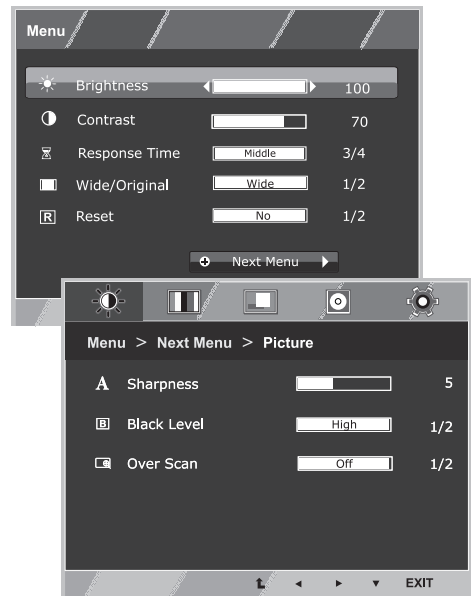 Menu
Brightness 100
Contrast 70
Response Time Middle 3/4
Wide/Original Wide 1/2
R Reset No 1/2
Next Menu
Menu > Next Menu > Picture
A Sharpness 5
B Black Level High 1/2
Over Scan Off 1/2
EXIT